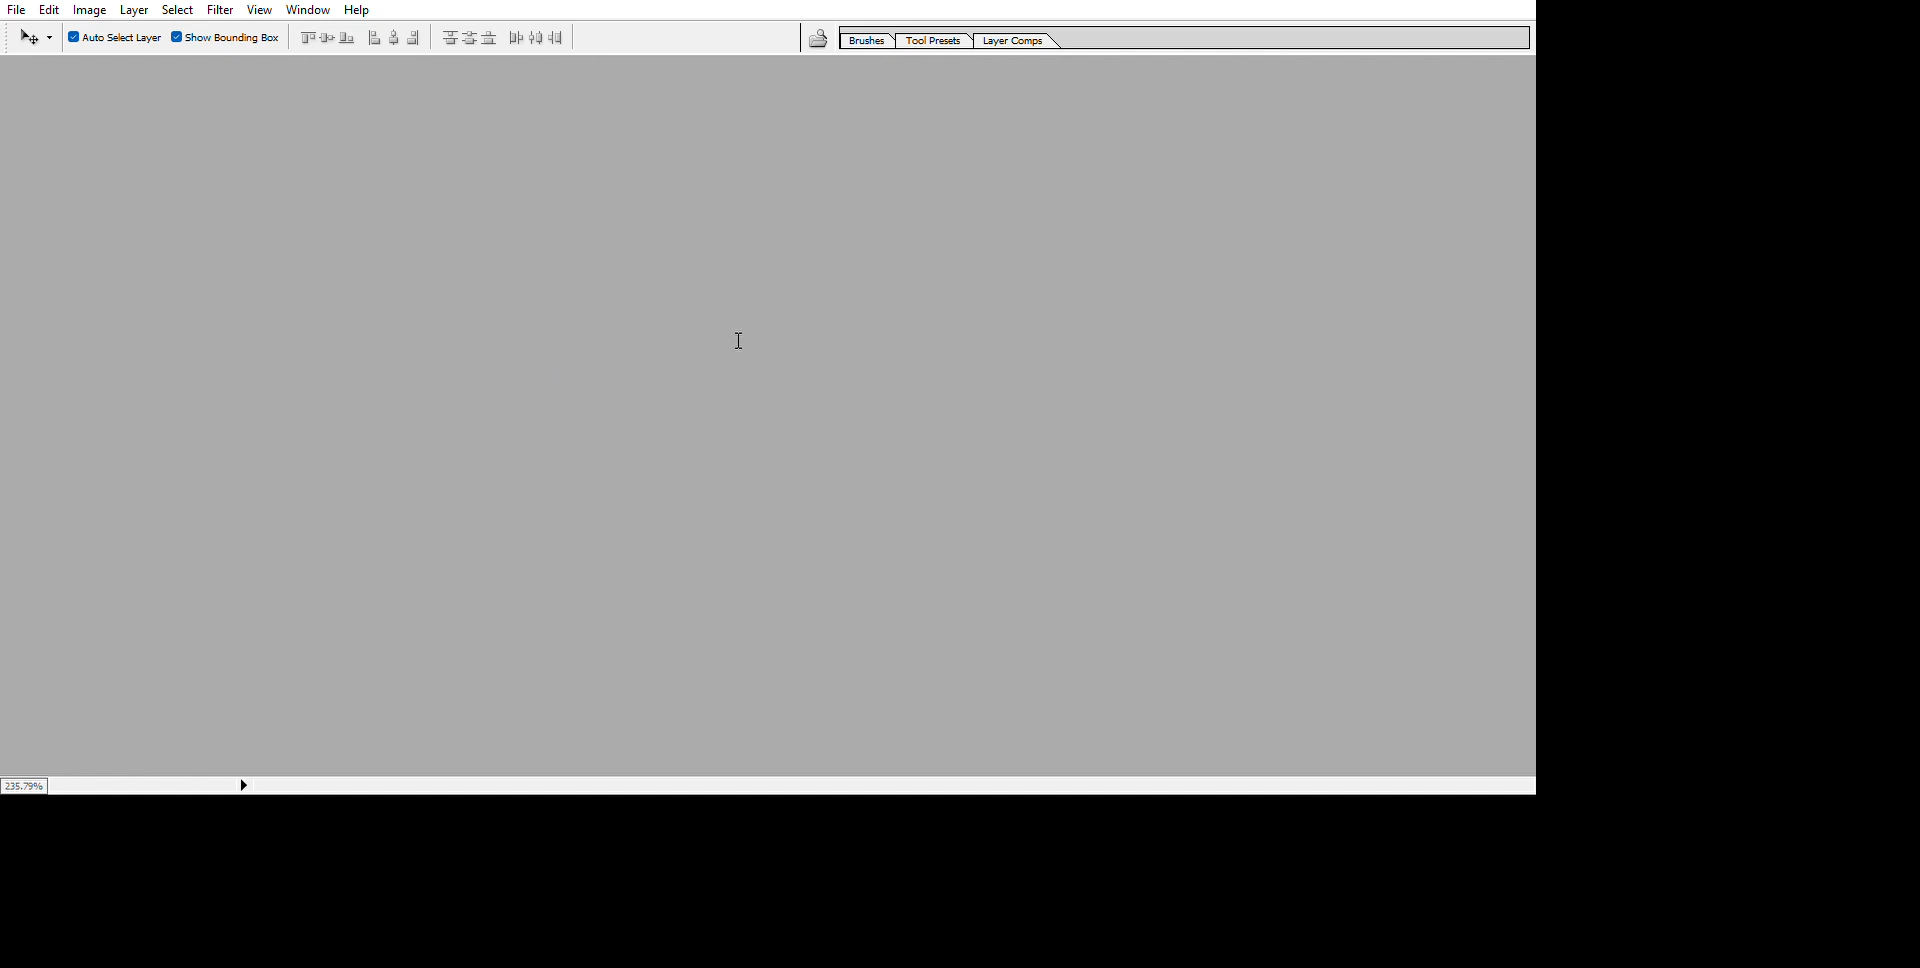 File Edit Image Layer Select Filter View Window Help
Auto Select Layer Show Bounding Box Brushes Tool Presets Layer Comps
235.79%